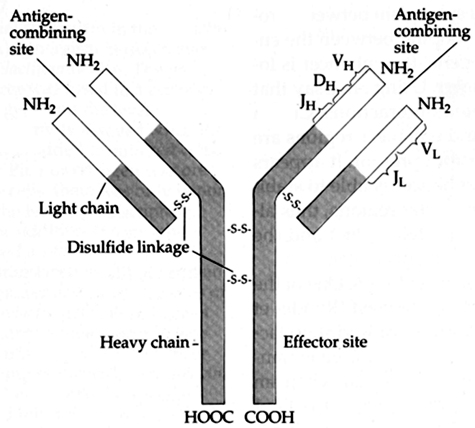 Antigen-
combining
site
Antigen-
combining
site
NH2
NH2
VH
DH
JH
NH2
NH2
VL
JL
-S-S-
-S-S-
Light chain
Disulfide linkage
-S-S-
-S-S-
Heavy chain
Effector site
HOOC COOH